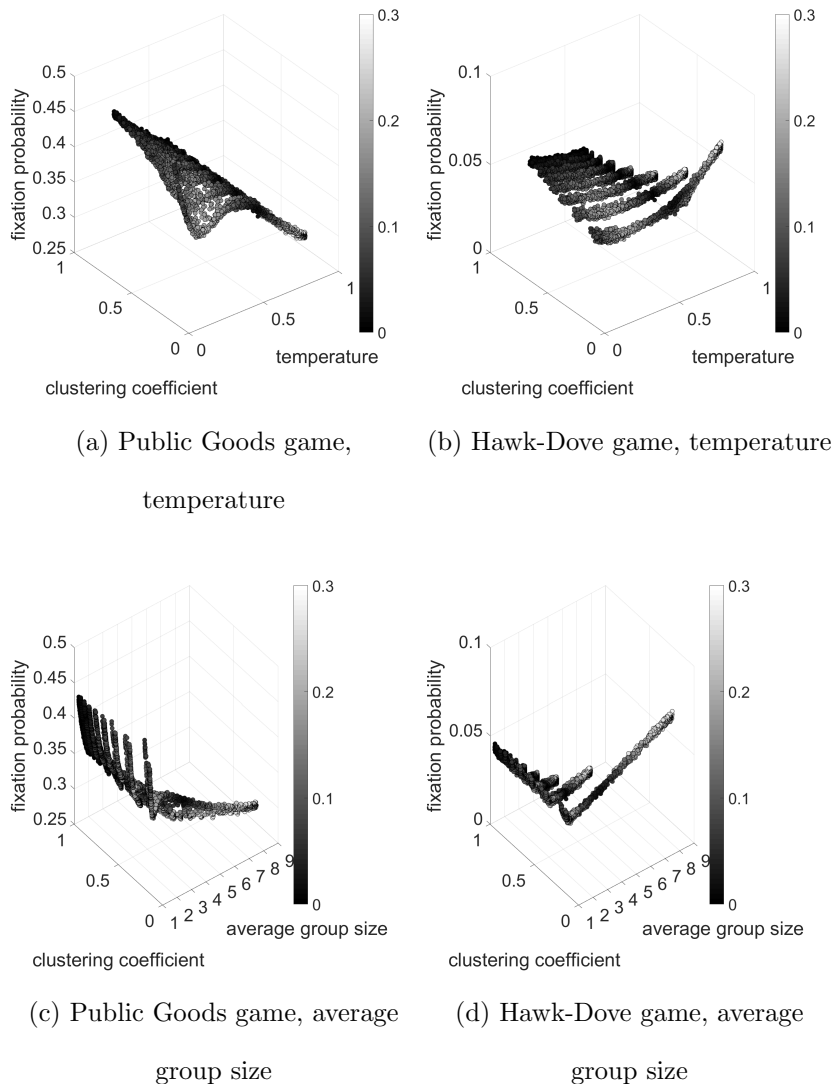 0.3
0.2
0.1
0
0.5
0.45
0.4
0.35
0.3
0.25
fixation probability
1
0.5
0
clustering coefficient
0
0.5
1
temperature
(a) Public Goods game,
temperature
0.3
0.2
0.1
0
0.1
0.05
0
fixation probability
1
0.5
0
clustering coefficient
0
0.5
1
temperature
(b) Hawk-Dove game, temperature
0.3
0.2
0.1
0
0.5
0.45
0.4
0.35
0.3
0.25
fixation probability
1
0.5
0
clustering coefficient
1 2 3 4 5 6 7 8 9
average group size
(c) Public Goods game, average
group size
0.3
0.2
0.1
0
0.1
0.05
0
fixation probability
1
0.5
0
clustering coefficient
1 2 3 4 5 6 7 8 9
average group size
(d) Hawk-Dove game, average
group size